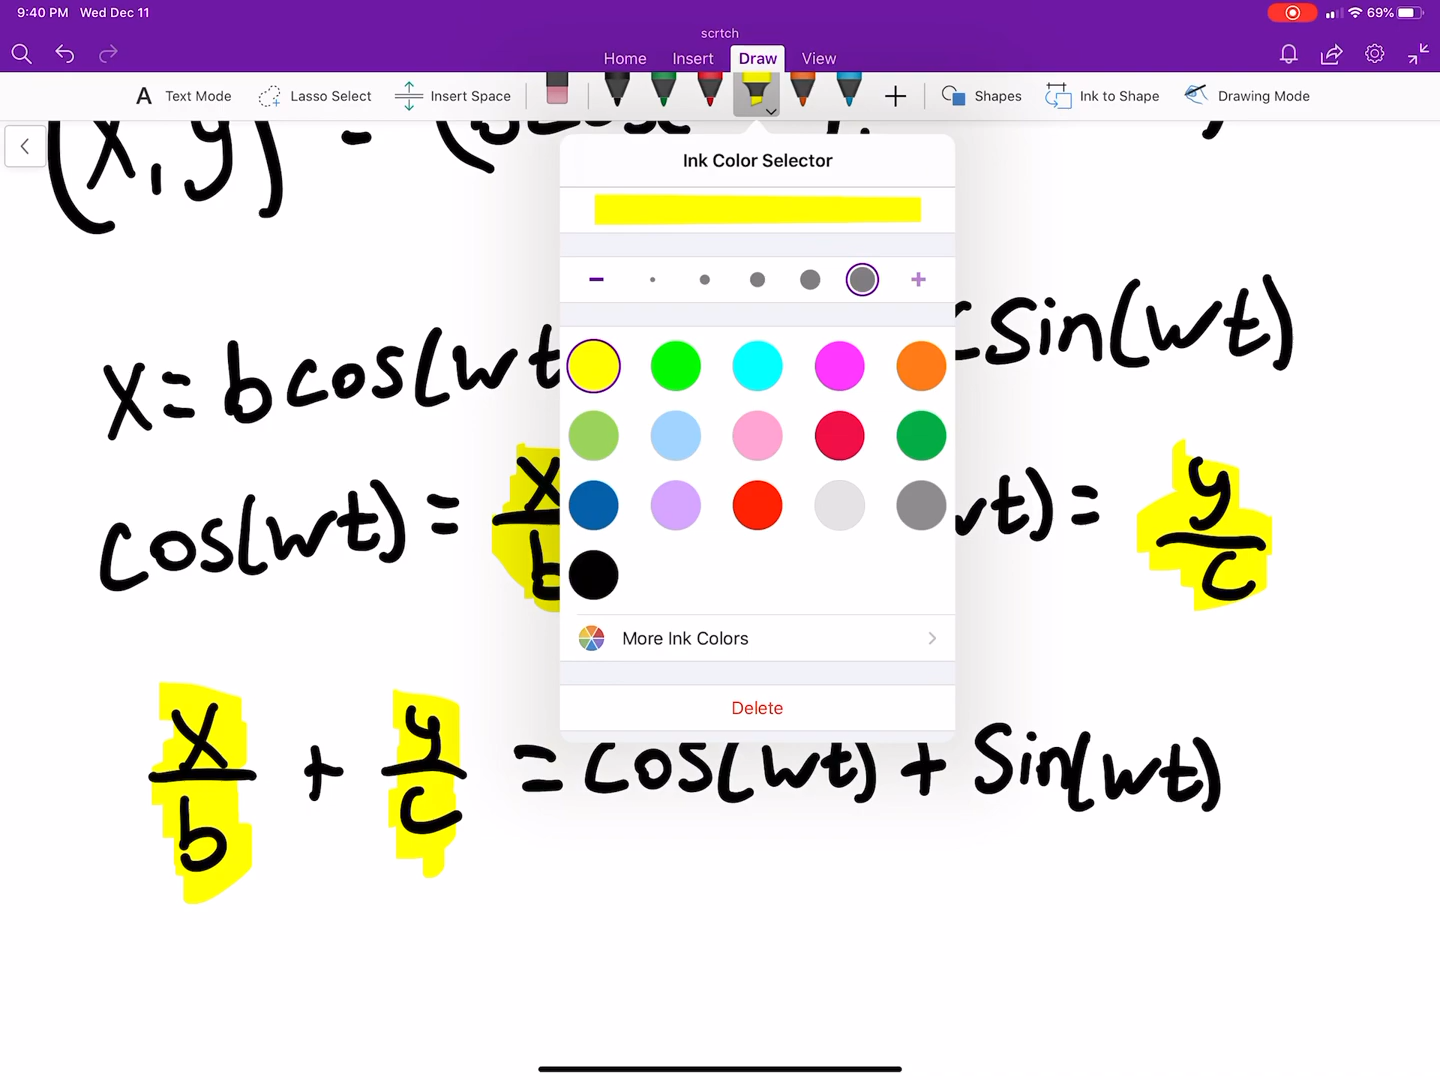 9:40 PM Wed Dec 11
69%
scrtch
Home Insert Draw View
Text Mode Lasso Select Insert Space Shapes Ink to Shape Drawing Mode
Ink Color Selector
(x, y) = (
x = b cos(wt
csin(wt)
cos(wt) = x/b
wt) = y/c
More Ink Colors
Delete
x/b + y/c = cos(wt) + Sin(wt)